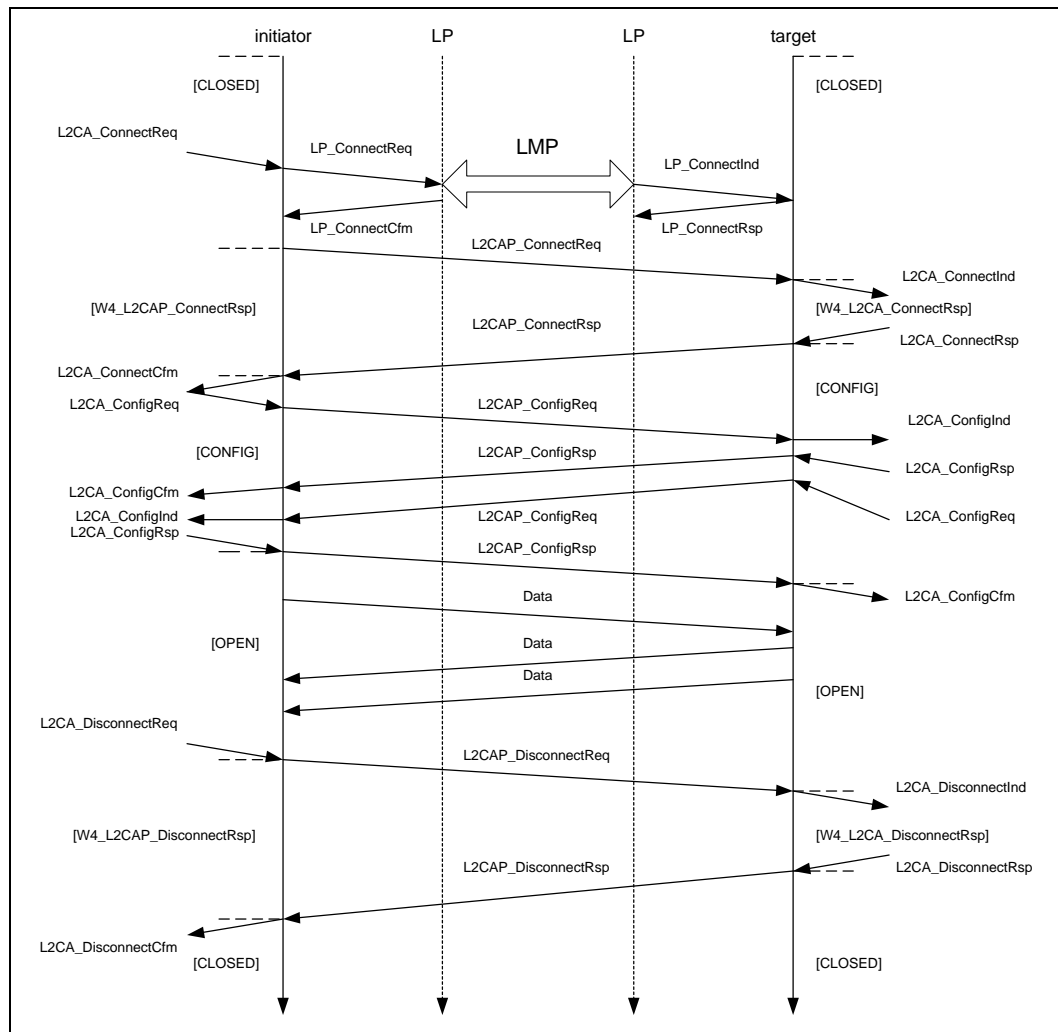 initiator
LP
LP
target
[CLOSED]
[CLOSED]
L2CA_ConnectReq
LP_ConnectReq
LMP
LP_ConnectInd
LP_ConnectCfm
LP_ConnectRsp
L2CAP_ConnectReq
L2CA_ConnectInd
[W4_L2CAP_ConnectRsp]
[W4_L2CA_ConnectRsp]
L2CAP_ConnectRsp
L2CA_ConnectRsp
L2CA_ConnectCfm
[CONFIG]
L2CA_ConfigReq
L2CAP_ConfigReq
L2CA_ConfigInd
[CONFIG]
L2CAP_ConfigRsp
L2CA_ConfigRsp
L2CA_ConfigCfm
L2CA_ConfigInd
L2CAP_ConfigReq
L2CA_ConfigReq
L2CA_ConfigRsp
L2CAP_ConfigRsp
L2CA_ConfigCfm
Data
[OPEN]
Data
Data
[OPEN]
L2CA_DisconnectReq
L2CAP_DisconnectReq
L2CA_DisconnectInd
[W4_L2CAP_DisconnectRsp]
[W4_L2CA_DisconnectRsp]
L2CAP_DisconnectRsp
L2CA_DisconnectRsp
L2CA_DisconnectCfm
[CLOSED]
[CLOSED]